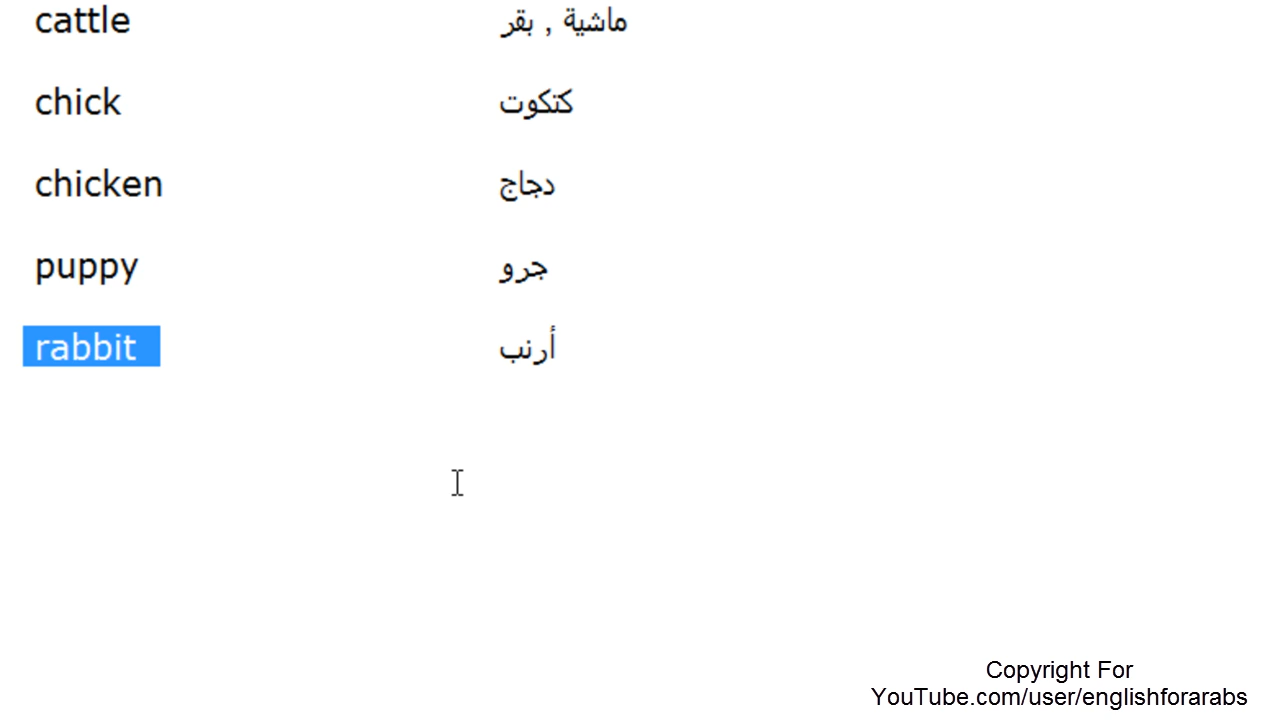 cattle ماشية , بقر
chick كتكوت
chicken دجاج
puppy جرو
rabbit أرنب
Copyright For
YouTube.com/user/englishforarabs